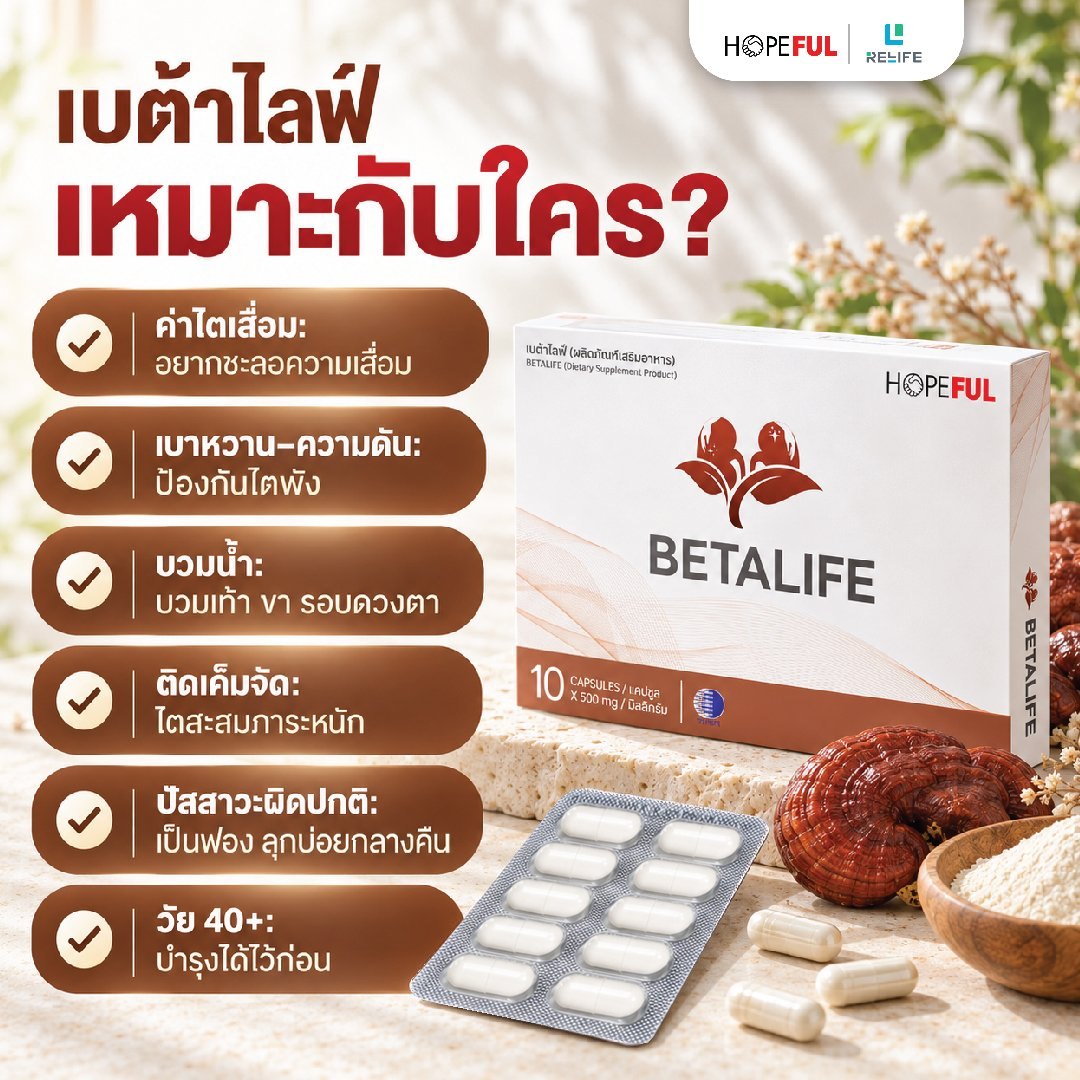 HOPEFUL
RELIFE
เบต้าไลฟ์
เหมาะกับใคร?
ค่าไตเสื่อม:
อยากชะลอความเสื่อม
เบาหวาน-ความดัน:
ป้องกันไตพัง
บวมน้ำ:
บวมเท้า ขา รอบดวงตา
ติดเค็มจัด:
ไตสะสมภาระหนัก
ปัสสาวะผิดปกติ:
เป็นฟอง ลุกบ่อยกลางคืน
วัย 40+:
บำรุงได้ไว้ก่อน
เบต้าไลฟ์ (ผลิตภัณฑ์เสริมอาหาร)
BETALIFE (Dietary Supplement Product)
HOPEFUL
BETALIFE
10 CAPSULES / แคปซูล
X 500 mg / มิลลิกรัม
BETALIFE